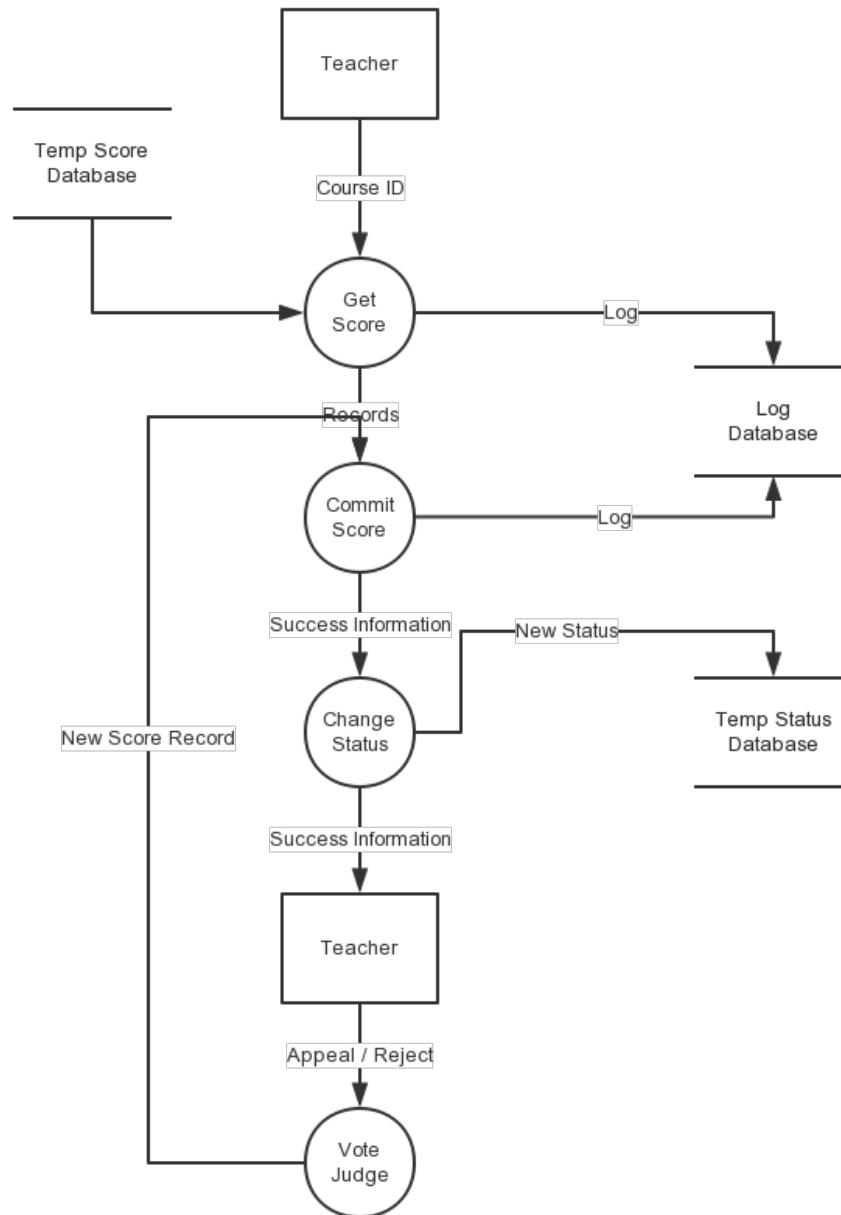 Teacher
Temp Score
Database
Course ID
Get
Score
Log
Records
Log
Database
Commit
Score
Log
Success Information
New Status
Change
Status
Temp Status
Database
New Score Record
Success Information
Teacher
Appeal / Reject
Vote
Judge